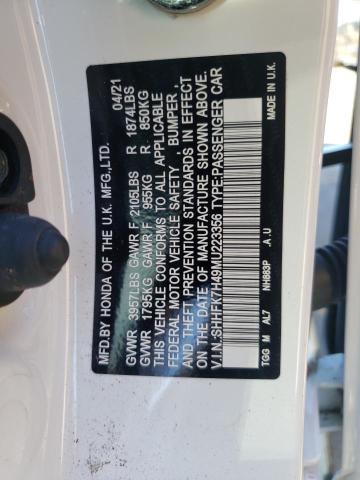 MFD.BY HONDA OF THE U.K. MFG.,LTD. 04/21
GVWR 3957LBS GAWR F 2105LBS R 1874LBS
GVWR 1795KG GAWR F 955KG R 850KG
THIS VEHICLE CONFORMS TO ALL APPLICABLE
FEDERAL MOTOR VEHICLE SAFETY , BUMPER ,
AND THEFT PREVENTION STANDARDS IN EFFECT
ON THE DATE OF MANUFACTURE SHOWN ABOVE.
V.I.N.:SHHFK7H49MU223356 TYPE:PASSENGER CAR
TGG M AL7 NH883P .A .U MADE IN U.K.